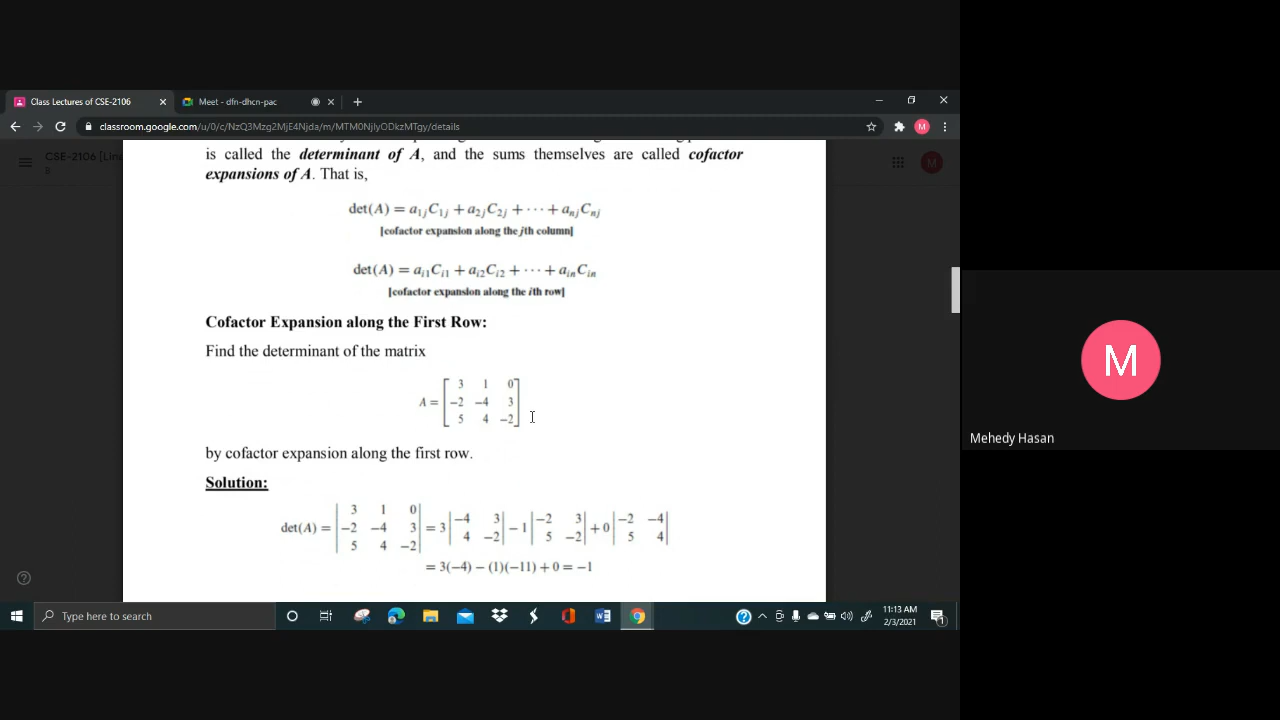 Class Lectures of CSE-2106
Meet - dfn-dhcn-pac
classroom.google.com/u/0/c/NzQ3Mzg2MjE4Njda/m/MTM0NjIyODkzMTgy/details
is called the determinant of A, and the sums themselves are called cofactor
expansions of A. That is,
det(A) = a₁ⱼC₁ⱼ + a₂ⱼC₂ⱼ + ··· + aₙⱼCₙⱼ
[cofactor expansion along the jth column]
det(A) = aᵢ₁Cᵢ₁ + aᵢ₂Cᵢ₂ + ··· + aᵢₙCᵢₙ
[cofactor expansion along the ith row]
Cofactor Expansion along the First Row:
Find the determinant of the matrix
3 1 0
A = −2 −4 3
5 4 −2
by cofactor expansion along the first row.
Solution:
3 1 0 −4 3 −2 3 −2 −4
det(A) = −2 −4 3 = 3 − 1 + 0
5 4 −2 4 −2 5 −2 5 4
= 3(−4) − (1)(−11) + 0 = −1
M
Mehedy Hasan
Type here to search
11:13 AM
2/3/2021